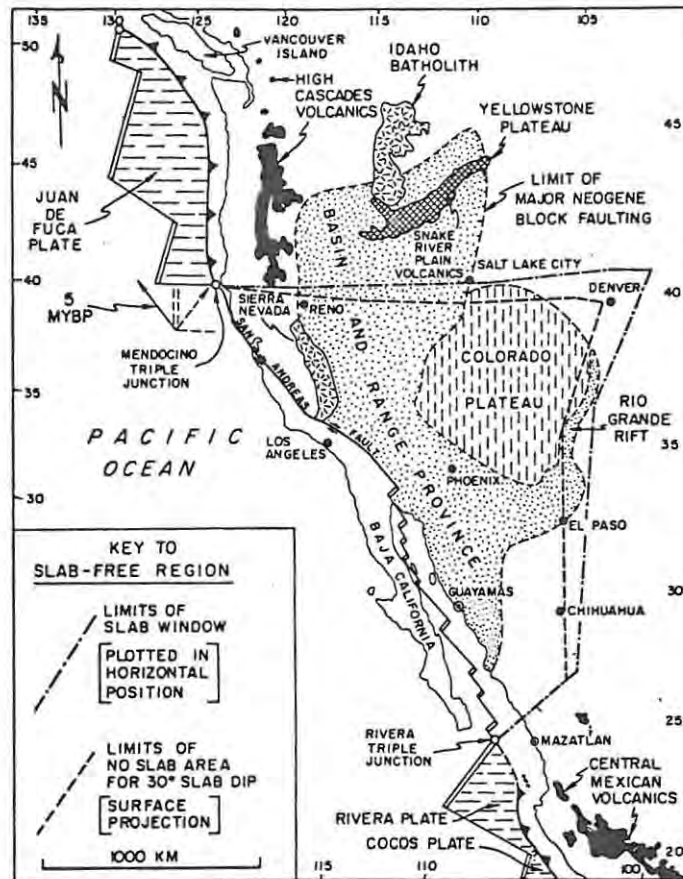 130
125
120
115
110
105
50
VANCOUVER
ISLAND
N
HIGH
CASCADES
VOLCANICS
IDAHO
BATHOLITH
YELLOWSTONE
PLATEAU
45
45
JUAN
DE
FUCA
PLATE
LIMIT OF
MAJOR NEOGENE
BLOCK FAULTING
SNAKE
RIVER
PLAIN
VOLCANICS
BASIN
AND RANGE PROVINCE
40
40
5
MYBP
SIERRA
NEVADA
RENO
SALT LAKE CITY
DENVER
MENDOCINO
TRIPLE JUNCTION
SAN ANDREAS FAULT
COLORADO
PLATEAU
35
35
RIO
GRANDE
RIFT
PACIFIC
OCEAN
LOS
ANGELES
PHOENIX
30
30
EL PASO
BAJA CALIFORNIA
GUAYAMAS
CHIHUAHUA
KEY TO
SLAB-FREE REGION
LIMITS OF
SLAB WINDOW
[PLOTTED IN
HORIZONTAL
POSITION]
LIMITS OF
NO SLAB AREA
FOR 30° SLAB DIP
[SURFACE
PROJECTION]
1000 KM
25
RIVERA
TRIPLE
JUNCTION
MAZATLAN
CENTRAL
MEXICAN
VOLCANICS
RIVERA PLATE
COCOS PLATE
20
115
110
105
100